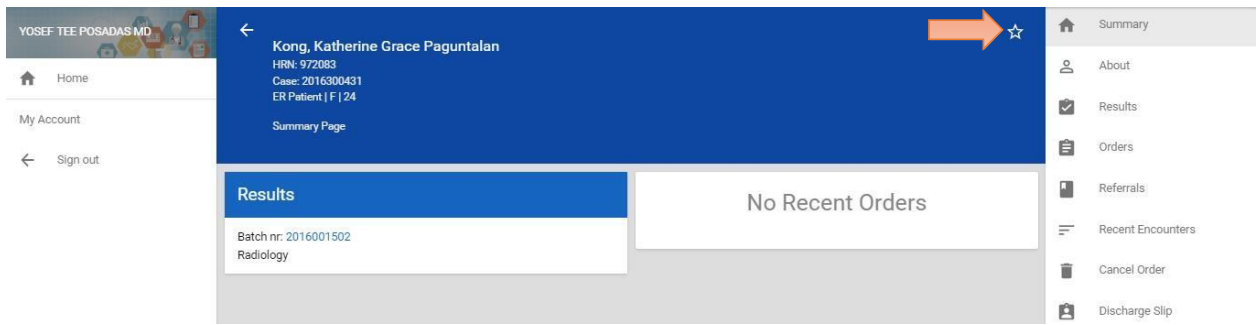 YOSEF TEE POSADAS MD
Home
My Account
Sign out
Kong, Katherine Grace Paguntalan
HRN: 972083
Case: 2016300431
ER Patient | F | 24
Summary Page
Results
Batch nr: 2016001502
Radiology
No Recent Orders
Summary
About
Results
Orders
Referrals
Recent Encounters
Cancel Order
Discharge Slip